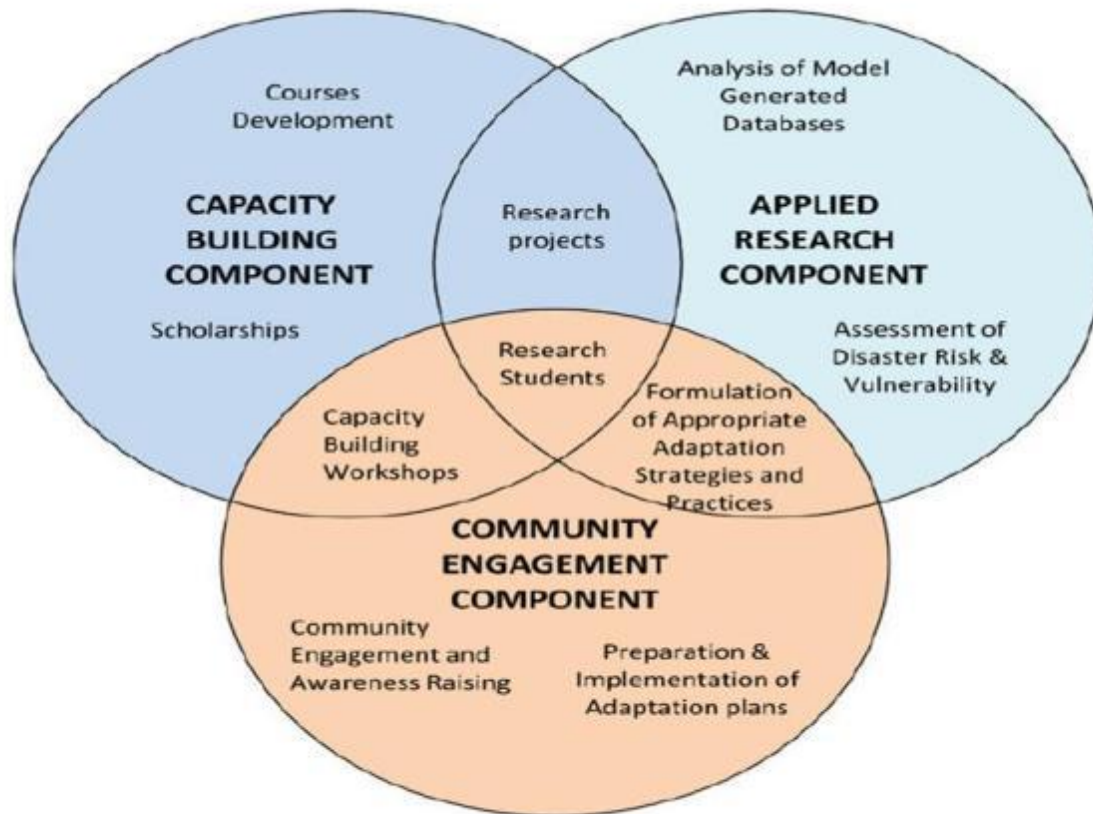 Courses
Development
CAPACITY
BUILDING
COMPONENT
Scholarships
Research
projects
Analysis of Model
Generated
Databases
APPLIED
RESEARCH
COMPONENT
Assessment of
Disaster Risk &
Vulnerability
Research
Students
Capacity
Building
Workshops
Formulation
of Appropriate
Adaptation
Strategies and
Practices
COMMUNITY
ENGAGEMENT
COMPONENT
Community
Engagement and
Awareness Raising
Preparation &
Implementation of
Adaptation plans